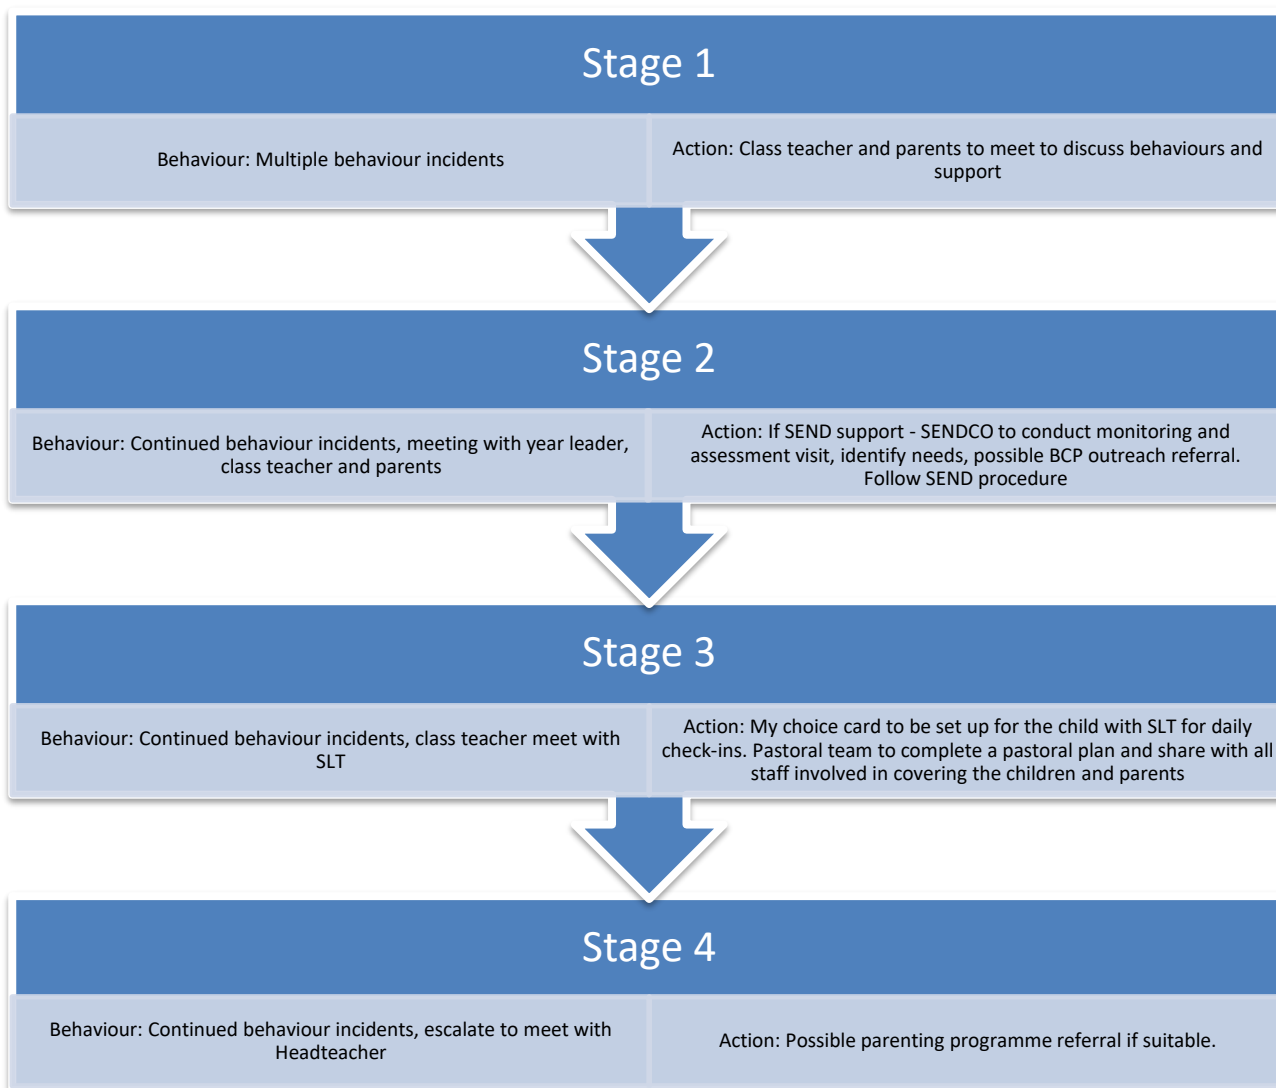 Stage 1
Behaviour: Multiple behaviour incidents
Action: Class teacher and parents to meet to discuss behaviours and
support
Stage 2
Behaviour: Continued behaviour incidents, meeting with year leader,
class teacher and parents
Action: If SEND support - SENDCO to conduct monitoring and
assessment visit, identify needs, possible BCP outreach referral.
Follow SEND procedure
Stage 3
Behaviour: Continued behaviour incidents, class teacher meet with
SLT
Action: My choice card to be set up for the child with SLT for daily
check-ins. Pastoral team to complete a pastoral plan and share with all
staff involved in covering the children and parents
Stage 4
Behaviour: Continued behaviour incidents, escalate to meet with
Headteacher
Action: Possible parenting programme referral if suitable.